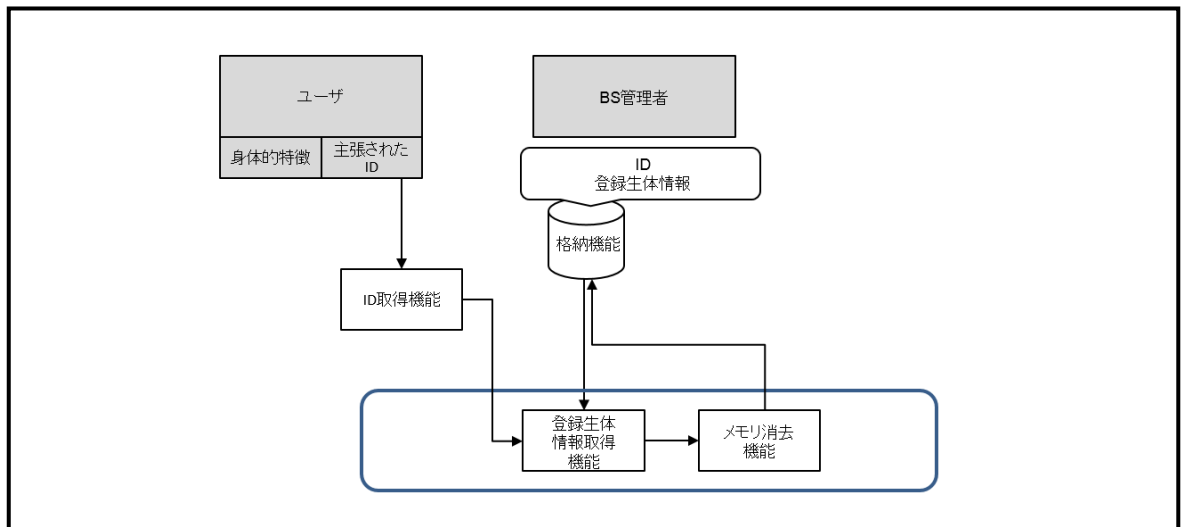 ユーザ
身体的特徴
主張された
ID
BS管理者
ID
登録生体情報
格納機能
ID取得機能
登録生体
情報取得
機能
メモリ消去
機能